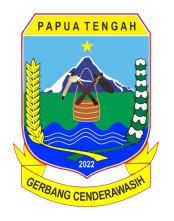 PAPUA TENGAH
2022
GERBANG CENDERAWASIH